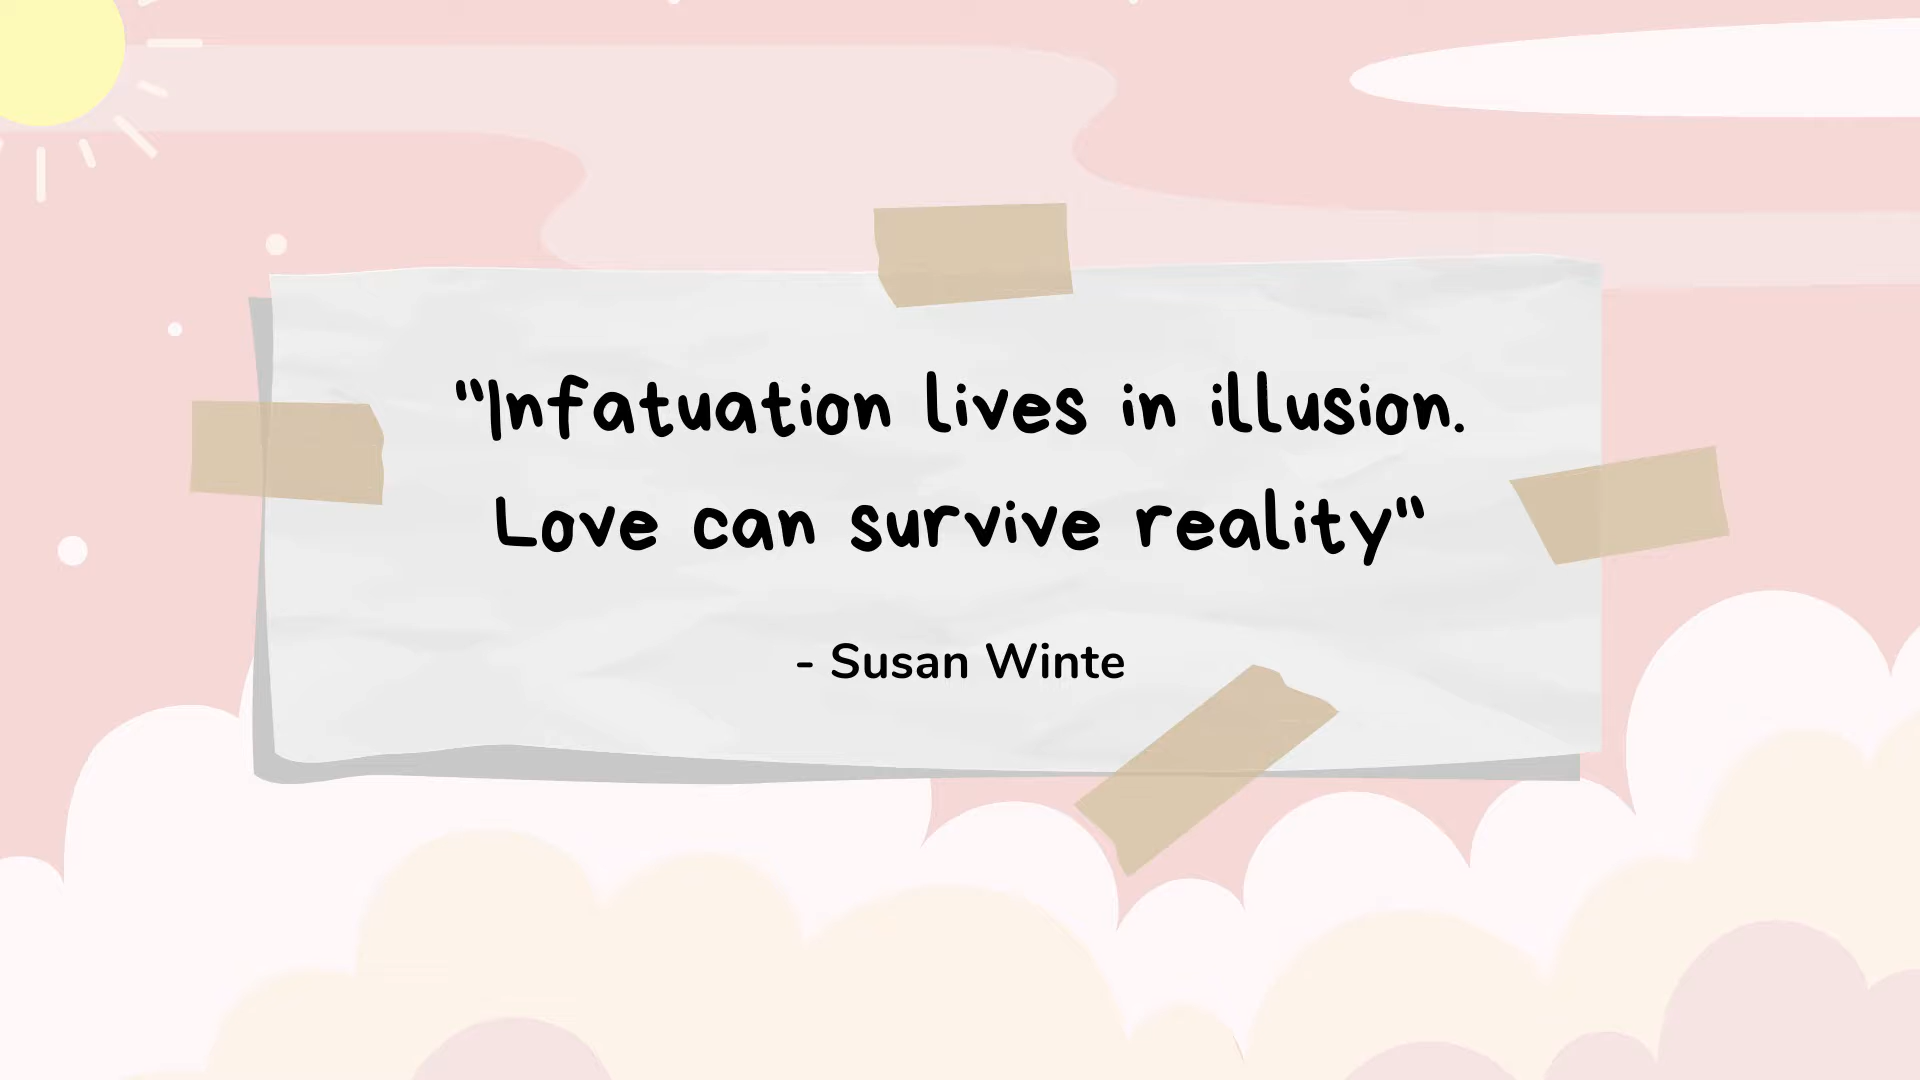 "Infatuation lives in illusion.
Love can survive reality"
- Susan Winte